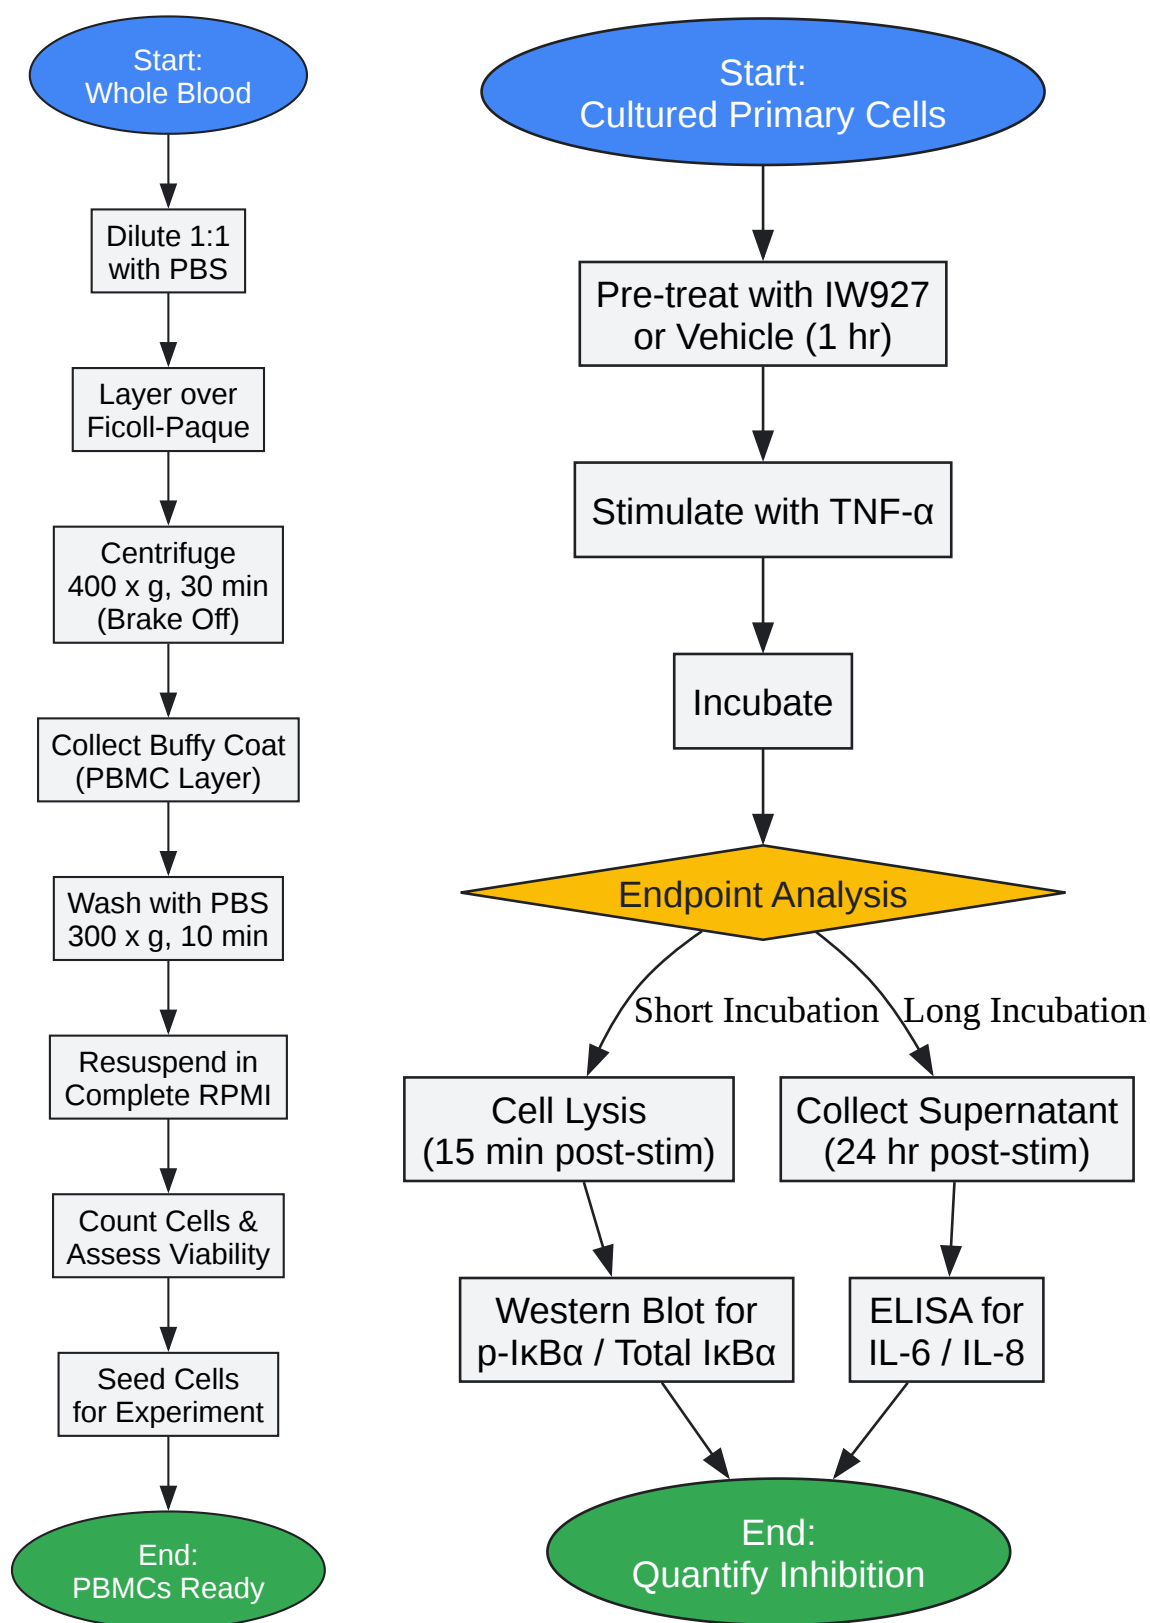 Start:
Whole Blood
Dilute 1:1
with PBS
Layer over
Ficoll-Paque
Centrifuge
400 x g, 30 min
(Brake Off)
Collect Buffy Coat
(PBMC Layer)
Wash with PBS
300 x g, 10 min
Resuspend in
Complete RPMI
Count Cells &
Assess Viability
Seed Cells
for Experiment
End:
PBMCs Ready
Start:
Cultured Primary Cells
Pre-treat with IW927
or Vehicle (1 hr)
Stimulate with TNF-α
Incubate
Endpoint Analysis
Short Incubation
Long Incubation
Cell Lysis
(15 min post-stim)
Collect Supernatant
(24 hr post-stim)
Western Blot for
p-IκBα / Total IκBα
ELISA for
IL-6 / IL-8
End:
Quantify Inhibition